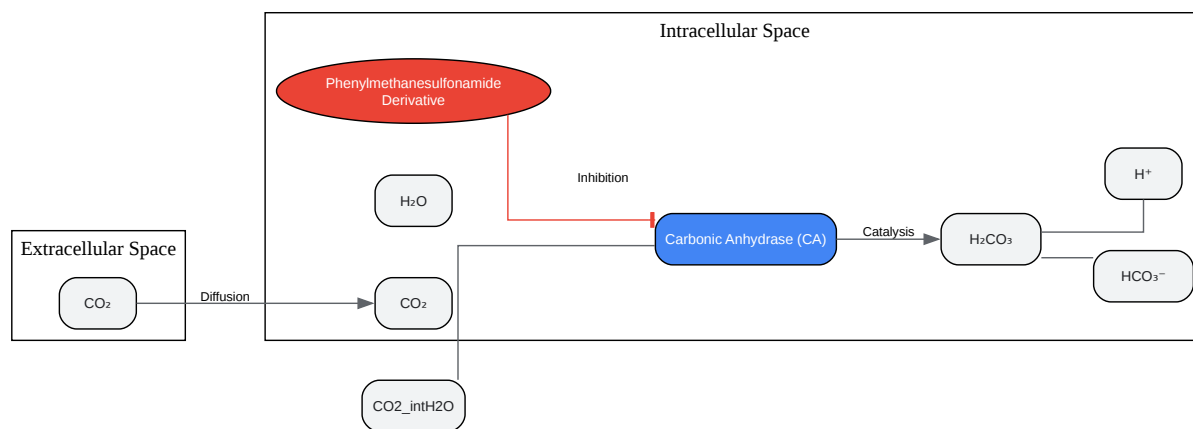 Intracellular Space
Phenylmethanesulfonamide
Derivative
Inhibition
H⁺
H₂O
Carbonic Anhydrase (CA)
Catalysis
H₂CO₃
Extracellular Space
CO₂
Diffusion
CO₂
HCO₃⁻
CO2_intH2O